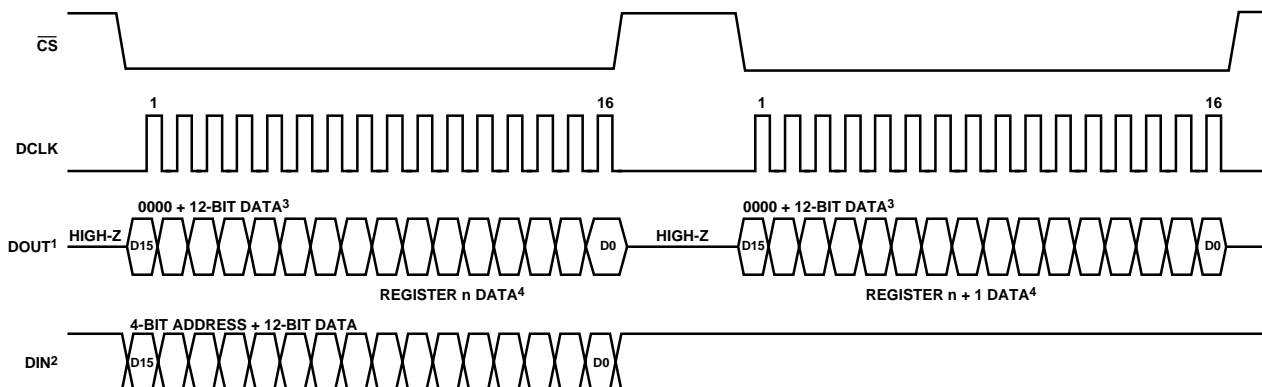 CS
1 16 1 16
DCLK
0000 + 12-BIT DATA3 0000 + 12-BIT DATA3
DOUT1 HIGH-Z D15 D0 HIGH-Z D15 D0
REGISTER n DATA4 REGISTER n + 1 DATA4
4-BIT ADDRESS + 12-BIT DATA
DIN2 D15 D0